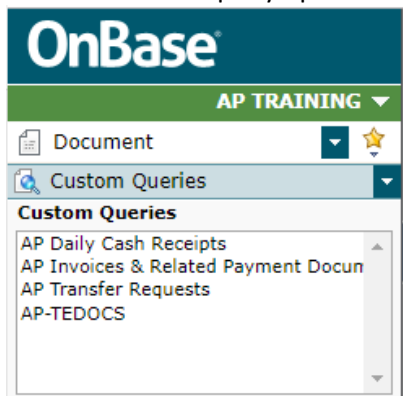 OnBase
AP TRAINING
Document
Custom Queries
Custom Queries
AP Daily Cash Receipts
AP Invoices & Related Payment Docum
AP Transfer Requests
AP-TEDOCS